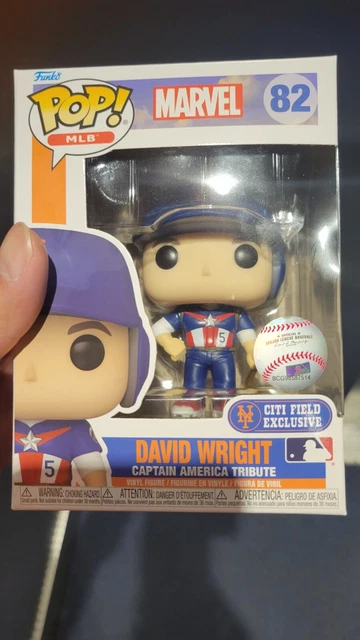 Funko
POP!
MLB
MARVEL
82
5
5
BCG98587514
CITI FIELD
EXCLUSIVE
DAVID WRIGHT
CAPTAIN AMERICA TRIBUTE
VINYL FIGURE / FIGURINE EN VINYLE / FIGURA DE VINIL
WARNING: CHOKING HAZARD. ATTENTION: DANGER D'ÉTOUFFEMENT. ADVERTENCIA: PELIGRO DE ASFIXIA.